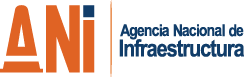 ANI
Agencia Nacional de
Infraestructura